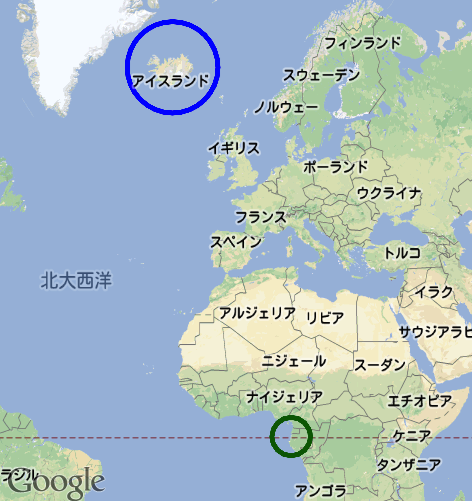 フィンランド
スウェーデン
アイスランド
ノルウェー
イギリス
ポーランド
ウクライナ
フランス
スペイン
トルコ
北大西洋
イラク
アルジェリア
リビア
サウジアラビ
ニジェール
スーダン
ナイジェリア
エチオピア
ケニア
タンザニア
ラジル
Google
アンゴラ